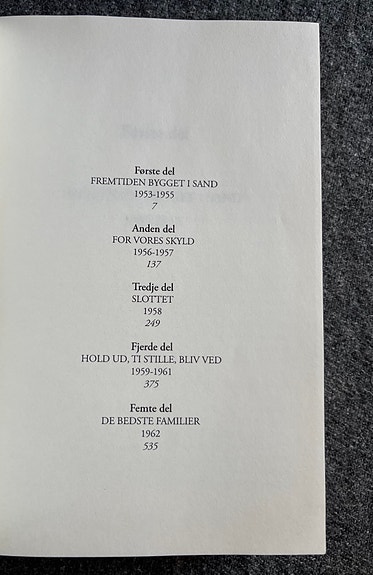 Første del
FREMTIDEN BYGGET I SAND
1953-1955
7
Anden del
FOR VORES SKYLD
1956-1957
137
Tredje del
SLOTTET
1958
249
Fjerde del
HOLD UD, TI STILLE, BLIV VED
1959-1961
375
Femte del
DE BEDSTE FAMILIER
1962
535